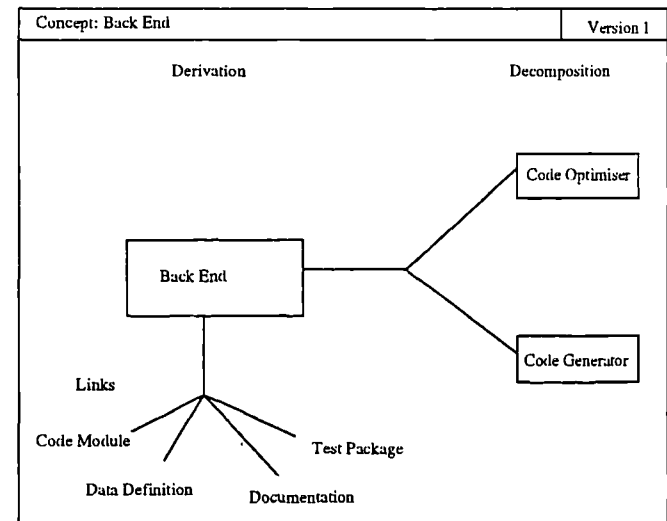 Concept: Back End
Version 1
Derivation
Decomposition
Code Optimiser
Back End
Code Generator
Links
Code Module
Test Package
Data Definition
Documentation